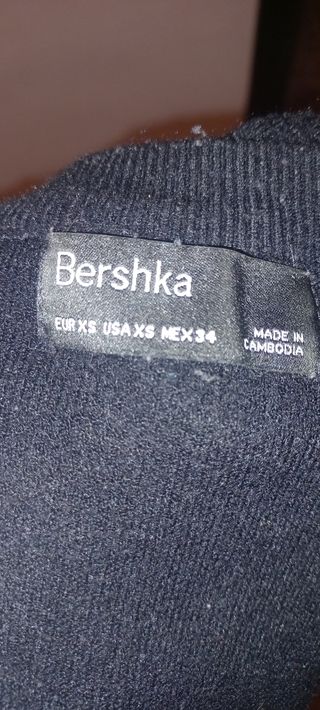 Bershka
EUR XS USA XS MEX 34
MADE IN
CAMBODIA